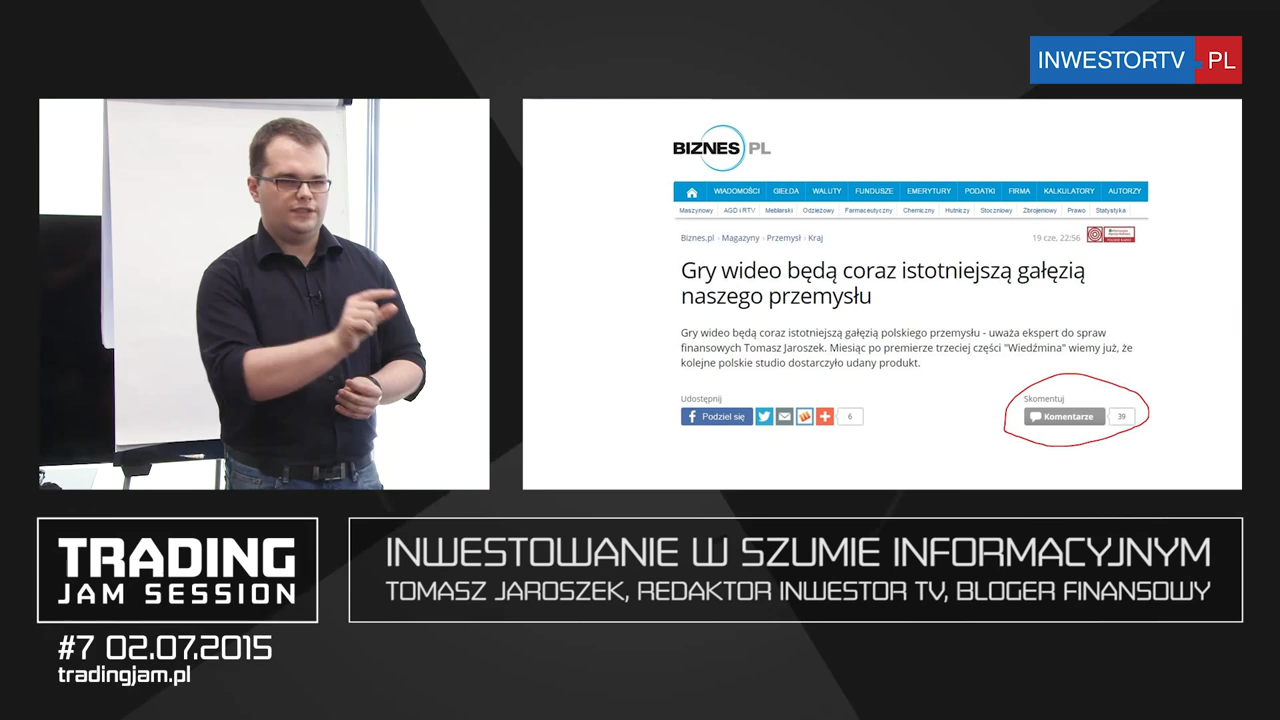 INWESTORTV.PL
BIZNES PL
WIADOMOŚCI GIEŁDA WALUTY FUNDUSZE EMERYTURY PODATKI FIRMA KALKULATORY AUTORZY
Maszynowy AGD i RTV Meblarski Odzieżowy Farmaceutyczny Chemiczny Hutniczy Stoczniowy Zbrojeniowy Prawo Statystyka
Biznes.pl › Magazyny › Przemysł › Kraj
19 cze, 22:56
Gry wideo będą coraz istotniejszą gałęzią
naszego przemysłu
Gry wideo będą coraz istotniejszą gałęzią polskiego przemysłu - uważa ekspert do spraw
finansowych Tomasz Jaroszek. Miesiąc po premierze trzeciej części "Wiedźmina" wiemy już, że
kolejne polskie studio dostarczyło udany produkt.
Udostępnij
Podziel się 6
Skomentuj
Komentarze 39
TRADING
JAM SESSION
#7 02.07.2015
tradingjam.pl
INWESTOWANIE W SZUMIE INFORMACYJNYM
TOMASZ JAROSZEK, REDAKTOR INWESTOR TV, BLOGER FINANSOWY